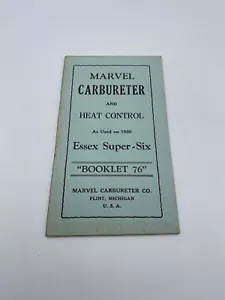 MARVEL
CARBURETER
AND
HEAT CONTROL
As Used on 1930
Essex Super-Six
"BOOKLET 76"
MARVEL CARBURETER CO.
FLINT, MICHIGAN
U. S. A.